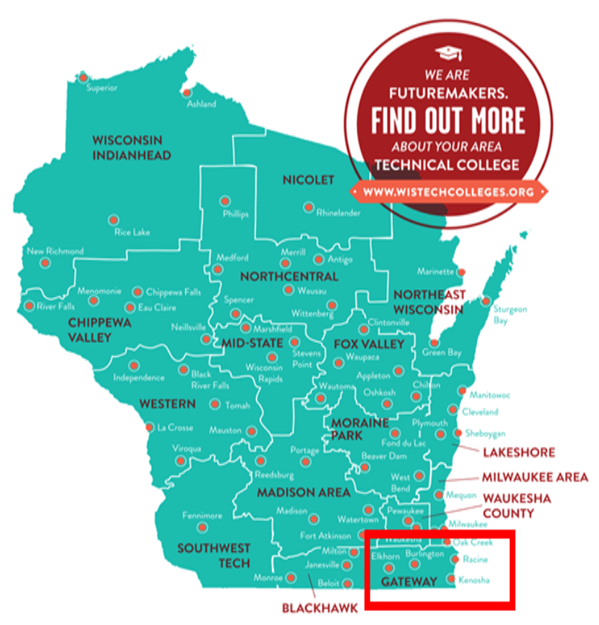 WE ARE
FUTUREMAKERS.
FIND OUT MORE
ABOUT YOUR AREA
TECHNICAL COLLEGE
WWW.WISTECHCOLLEGES.ORG
Superior
Ashland
WISCONSIN
INDIANHEAD
NICOLET
Phillips
Rhinelander
Rice Lake
New Richmond
Medford
Merrill
Antigo
NORTHCENTRAL
Marinette
Menomonie
Chippewa Falls
Wausau
NORTHEAST
WISCONSIN
River Falls
Eau Claire
Spencer
Wittenberg
Sturgeon
Bay
CHIPPEWA
VALLEY
Neillsville
Marshfield
Clintonville
MID-STATE
FOX VALLEY
Stevens
Point
Waupaca
Green Bay
Independence
Black
River Falls
Wisconsin
Rapids
Appleton
Wautoma
Oshkosh
Chilton
Manitowoc
WESTERN
Tomah
Cleveland
La Crosse
Mauston
MORAINE
PARK
Plymouth
Sheboygan
Fond du Lac
Viroqua
Portage
Beaver Dam
LAKESHORE
Reedsburg
West
Bend
MILWAUKEE AREA
MADISON AREA
Mequon
WAUKESHA
COUNTY
Fennimore
Madison
Watertown
Pewaukee
Milwaukee
Fort Atkinson
Waukesha
Oak Creek
SOUTHWEST
TECH
Milton
Elkhorn
Burlington
Racine
Janesville
Monroe
Beloit
GATEWAY
Kenosha
BLACKHAWK